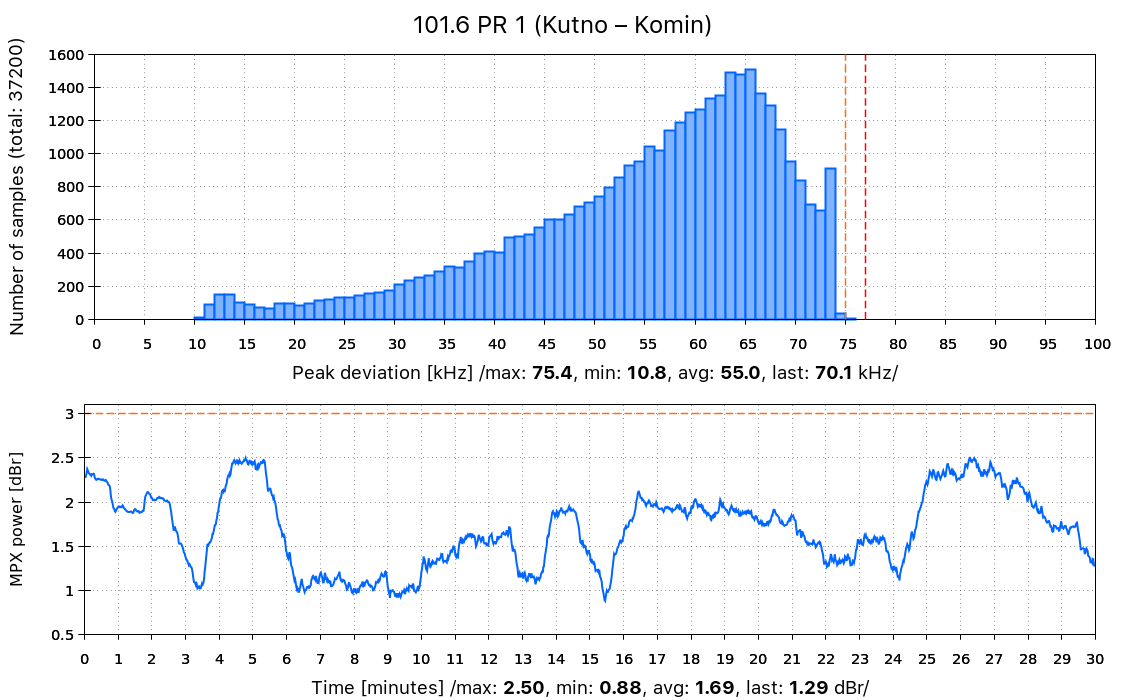 101.6 PR 1 (Kutno – Komin)
Number of samples (total: 37200)
1600
1400
1200
1000
800
600
400
200
0
0 5 10 15 20 25 30 35 40 45 50 55 60 65 70 75 80 85 90 95 100
Peak deviation [kHz] /max: 75.4, min: 10.8, avg: 55.0, last: 70.1 kHz/
MPX power [dBr]
3
2.5
2
1.5
1
0.5
0 1 2 3 4 5 6 7 8 9 10 11 12 13 14 15 16 17 18 19 20 21 22 23 24 25 26 27 28 29 30
Time [minutes] /max: 2.50, min: 0.88, avg: 1.69, last: 1.29 dBr/